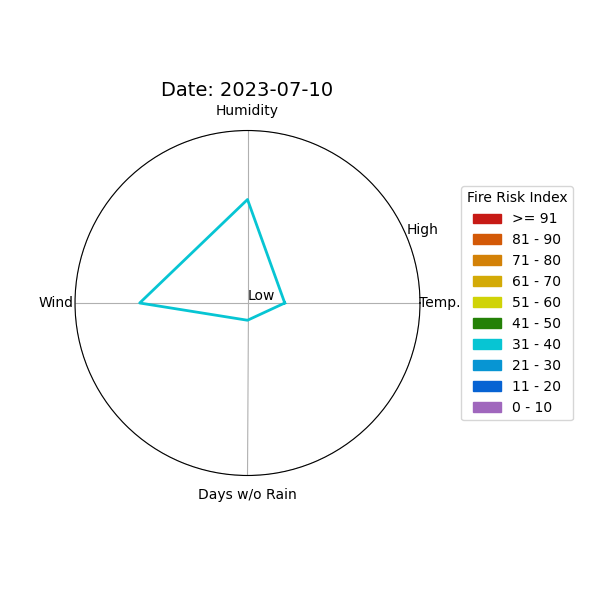 Date: 2023-07-10
Humidity
High
Low
Wind
Temp.
Days w/o Rain
Fire Risk Index
>= 91
81 - 90
71 - 80
61 - 70
51 - 60
41 - 50
31 - 40
21 - 30
11 - 20
0 - 10